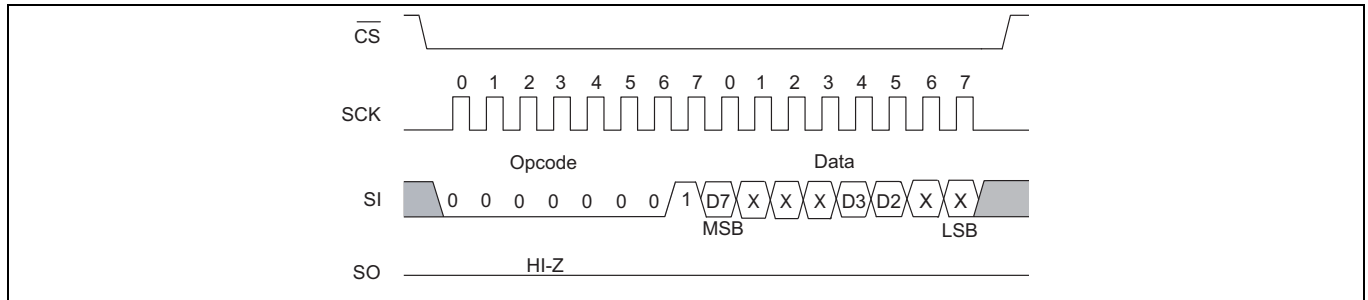 CS
0 1 2 3 4 5 6 7 0 1 2 3 4 5 6 7
SCK
Opcode Data
SI 0 0 0 0 0 0 0 1 D7 X X X D3 D2 X X
MSB LSB
HI-Z
SO